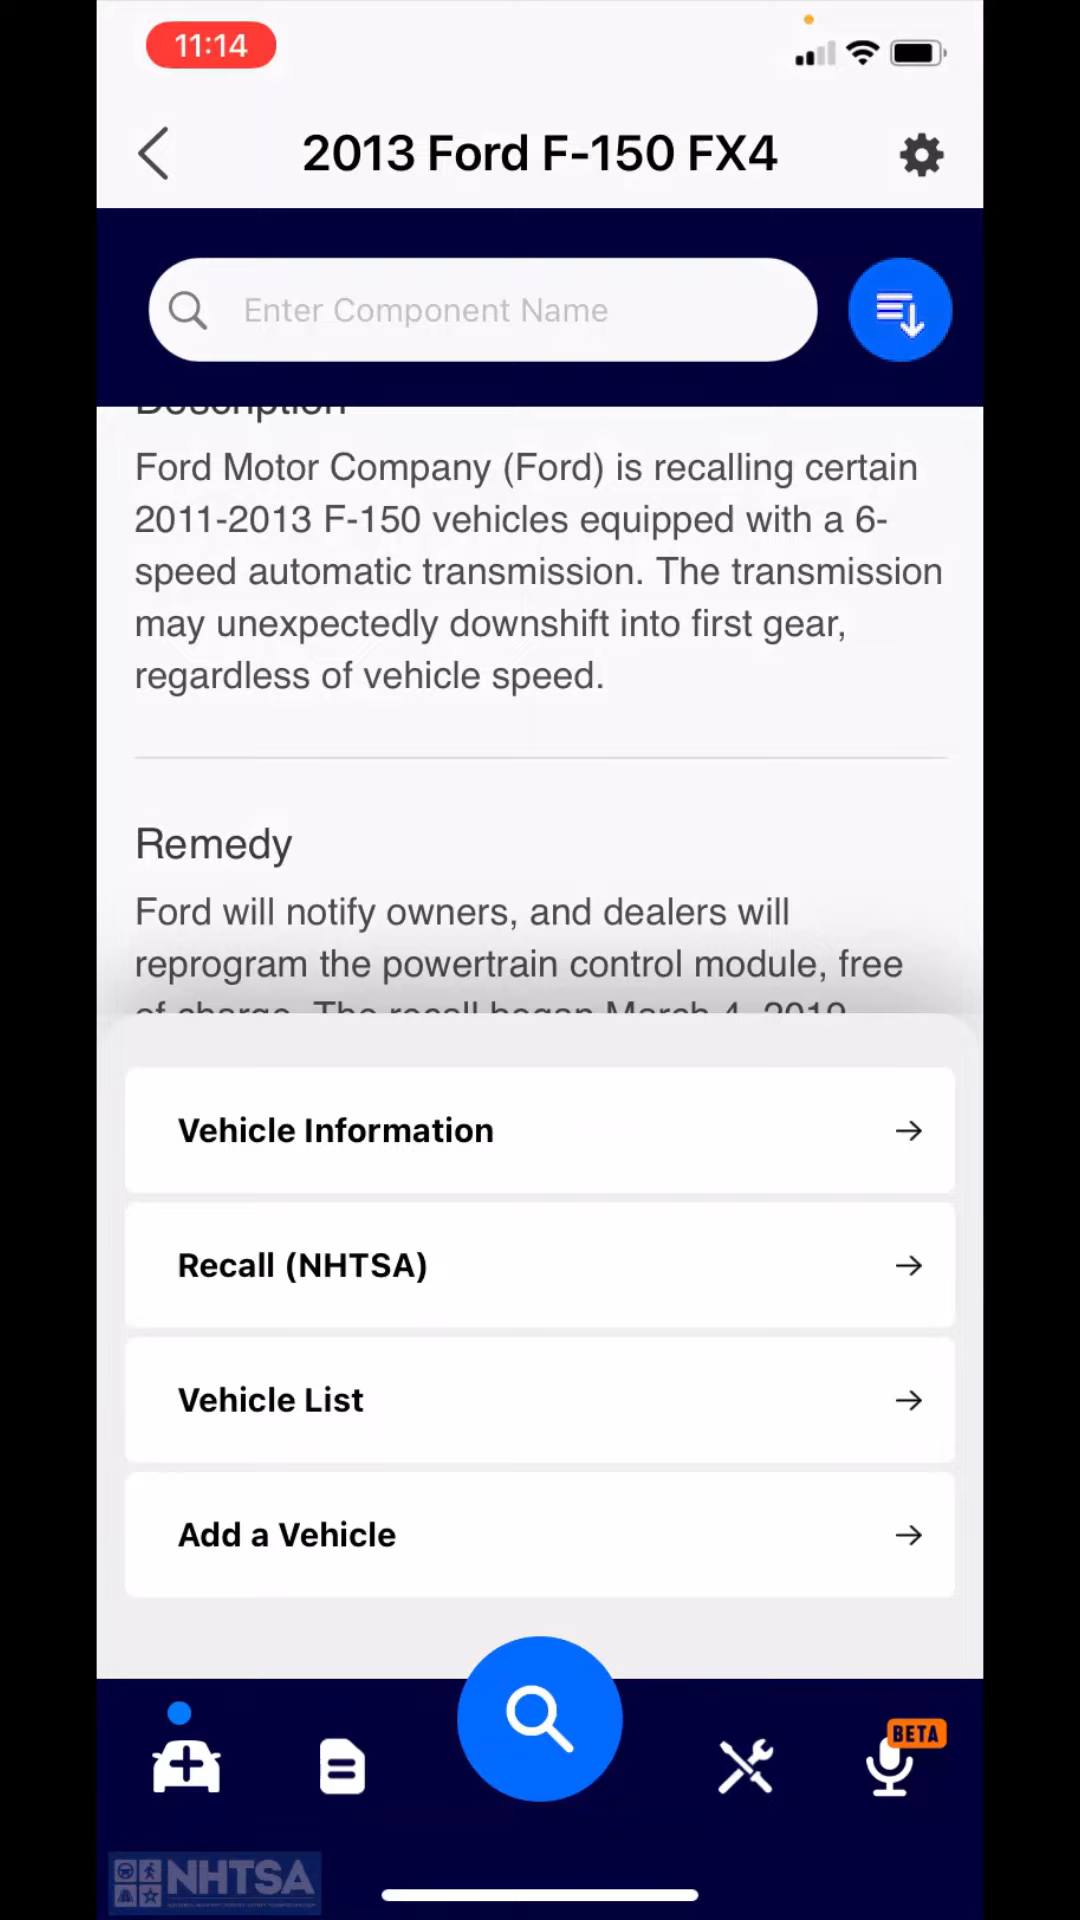 11:14
2013 Ford F-150 FX4
Enter Component Name
Description
Ford Motor Company (Ford) is recalling certain
2011-2013 F-150 vehicles equipped with a 6-
speed automatic transmission. The transmission
may unexpectedly downshift into first gear,
regardless of vehicle speed.
Remedy
Ford will notify owners, and dealers will
reprogram the powertrain control module, free
of charge. The recall began March 4, 2019.
Vehicle Information
Recall (NHTSA)
Vehicle List
Add a Vehicle
BETA
NHTSA